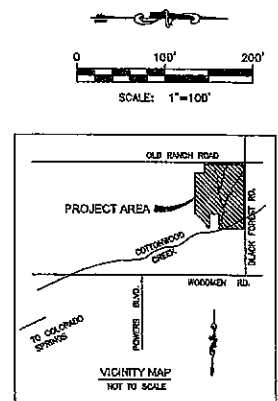 0 100' 200'
SCALE: 1"=100'
OLD RANCH ROAD
PROJECT AREA
BLACK FOREST RD.
COTTONWOOD
CREEK
WOODMEN RD.
POWERS BLVD.
TO COLORADO
SPRINGS
VICINITY MAP
NOT TO SCALE